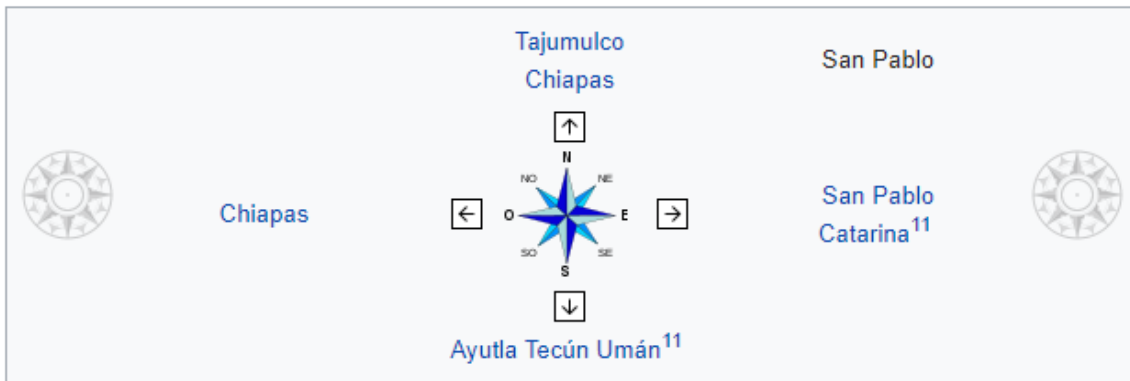 Tajumulco
Chiapas
San Pablo
↑
N
NO NE
Chiapas
←
O E
→
San Pablo
Catarina¹¹
SO SE
S
↓
Ayutla Tecún Umán¹¹